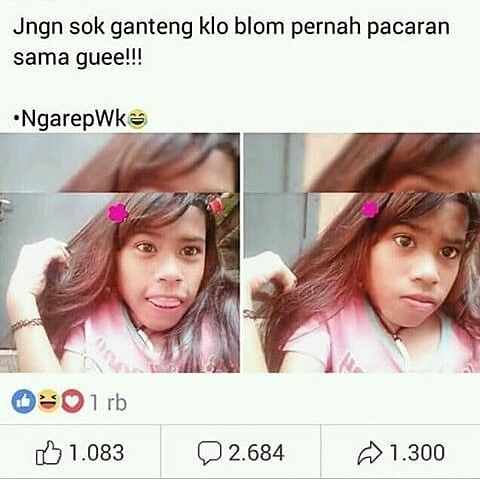 Jngn sok ganteng klo blom pernah pacaran
sama guee!!!
•NgarepWk😂
1 rb
1.083
2.684
1.300